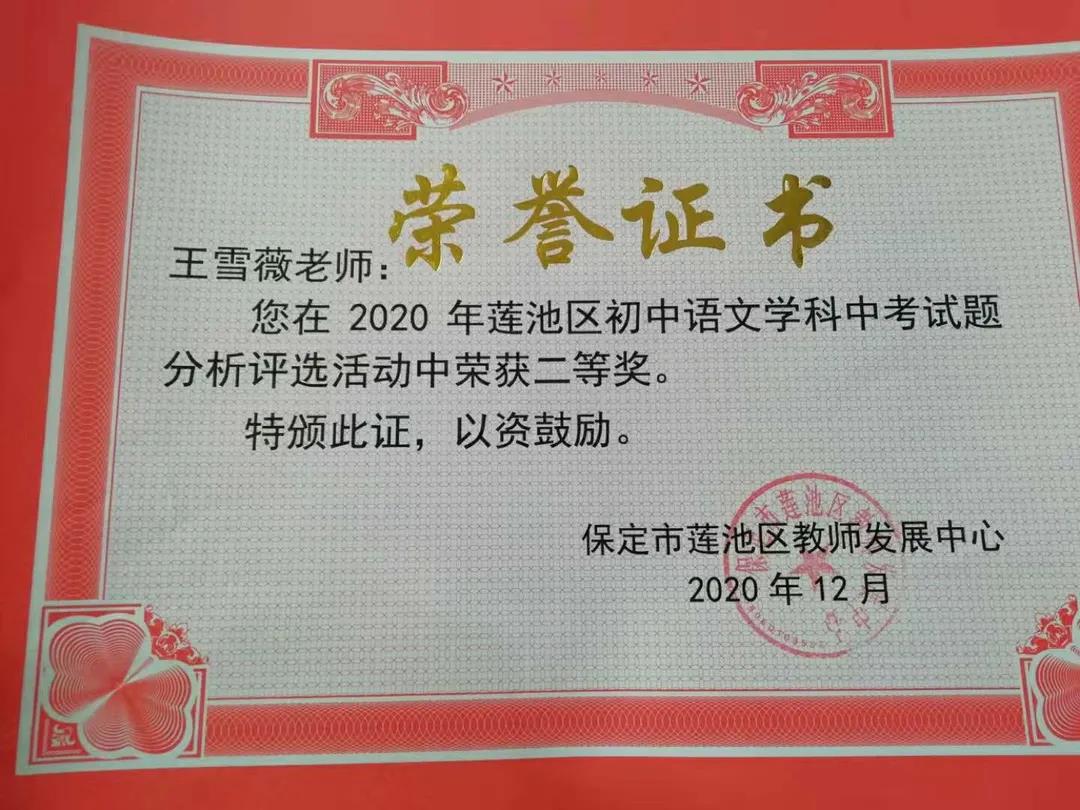 荣誉证书
王雪薇老师：
您在 2020 年莲池区初中语文学科中考试题
分析评选活动中荣获二等奖。
特颁此证，以资鼓励。
保定市莲池区教师发展中心
2020 年 12 月